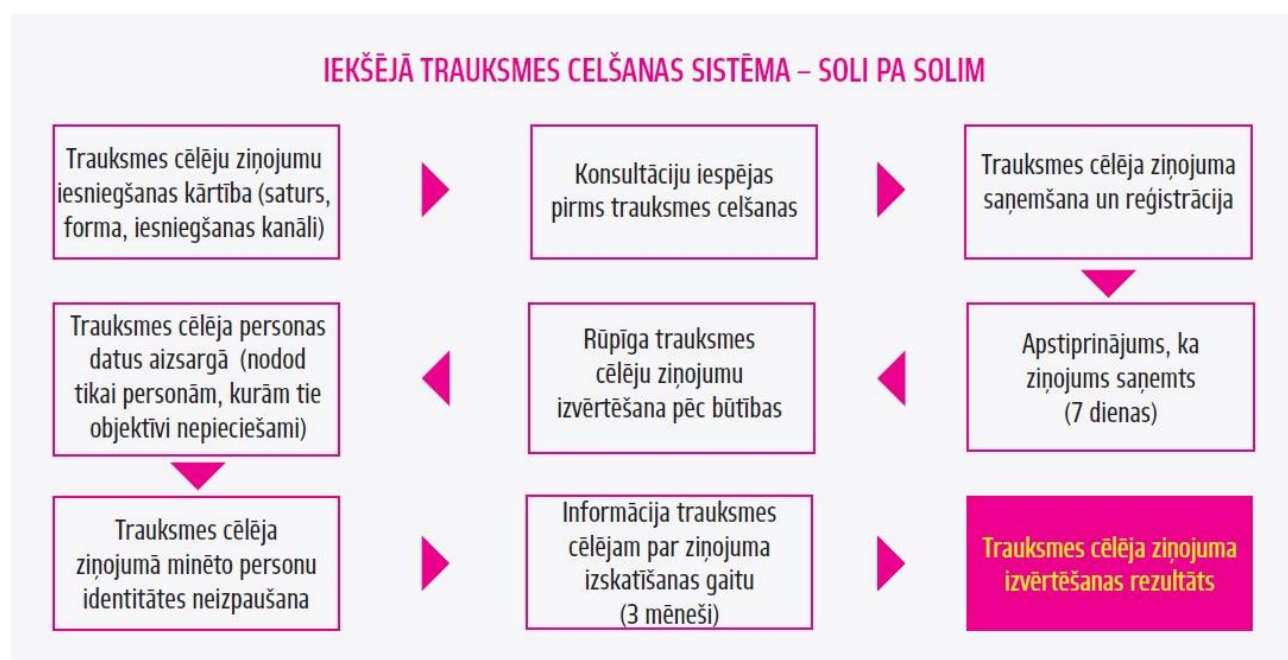 IEKŠĒJĀ TRAUKSMES CELŠANAS SISTĒMA – SOLI PA SOLIM
Trauksmes cēlēju ziņojumu
iesniegšanas kārtība (saturs,
forma, iesniegšanas kanāli)
Konsultāciju iespējas
pirms trauksmes celšanas
Trauksmes cēlēja ziņojuma
saņemšana un reģistrācija
Apstiprinājums, ka
ziņojums saņemts
(7 dienas)
Rūpīga trauksmes
cēlēju ziņojumu
izvērtēšana pēc būtības
Trauksmes cēlēja personas
datus aizsargā (nodod
tikai personām, kurām tie
objektīvi nepieciešami)
Trauksmes cēlēja
ziņojumā minēto personu
identitātes neizpaušana
Informācija trauksmes
cēlējam par ziņojuma
izskatīšanas gaitu
(3 mēneši)
Trauksmes cēlēja ziņojuma
izvērtēšanas rezultāts